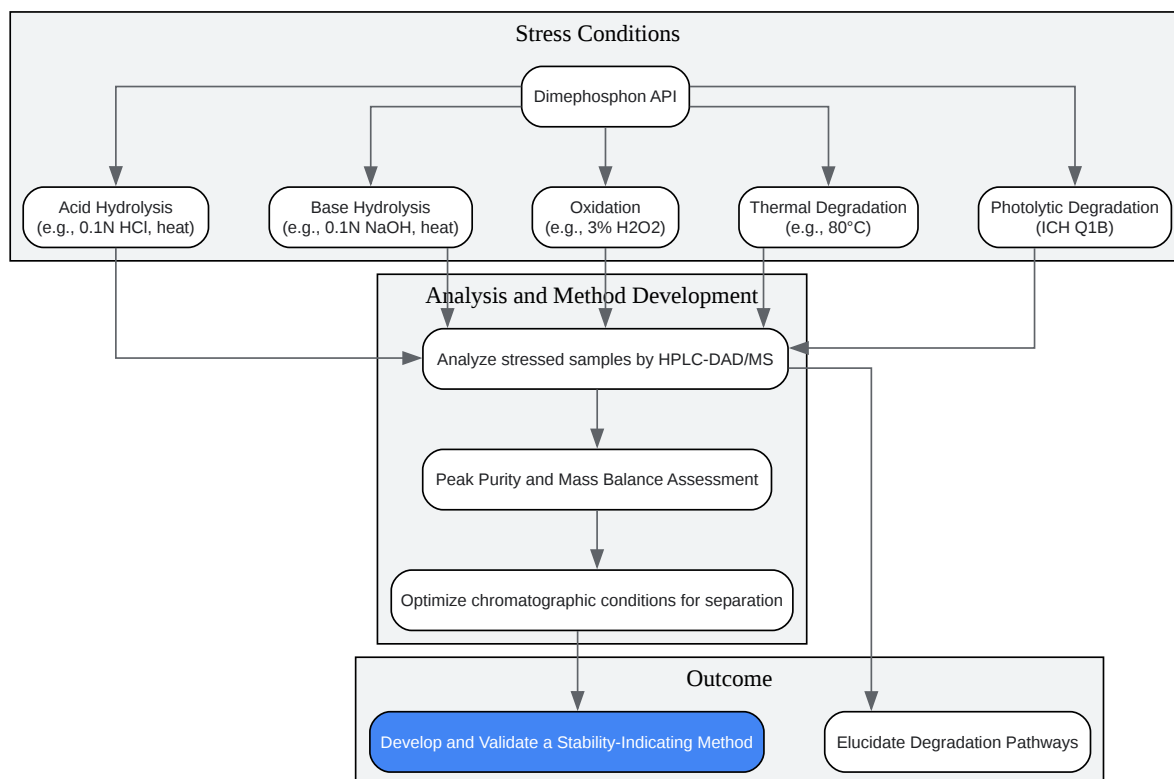 Stress Conditions
Dimephosphon API
Acid Hydrolysis
(e.g., 0.1N HCl, heat)
Base Hydrolysis
(e.g., 0.1N NaOH, heat)
Oxidation
(e.g., 3% H2O2)
Thermal Degradation
(e.g., 80°C)
Photolytic Degradation
(ICH Q1B)
Analysis and Method Development
Analyze stressed samples by HPLC-DAD/MS
Peak Purity and Mass Balance Assessment
Optimize chromatographic conditions for separation
Outcome
Develop and Validate a Stability-Indicating Method
Elucidate Degradation Pathways